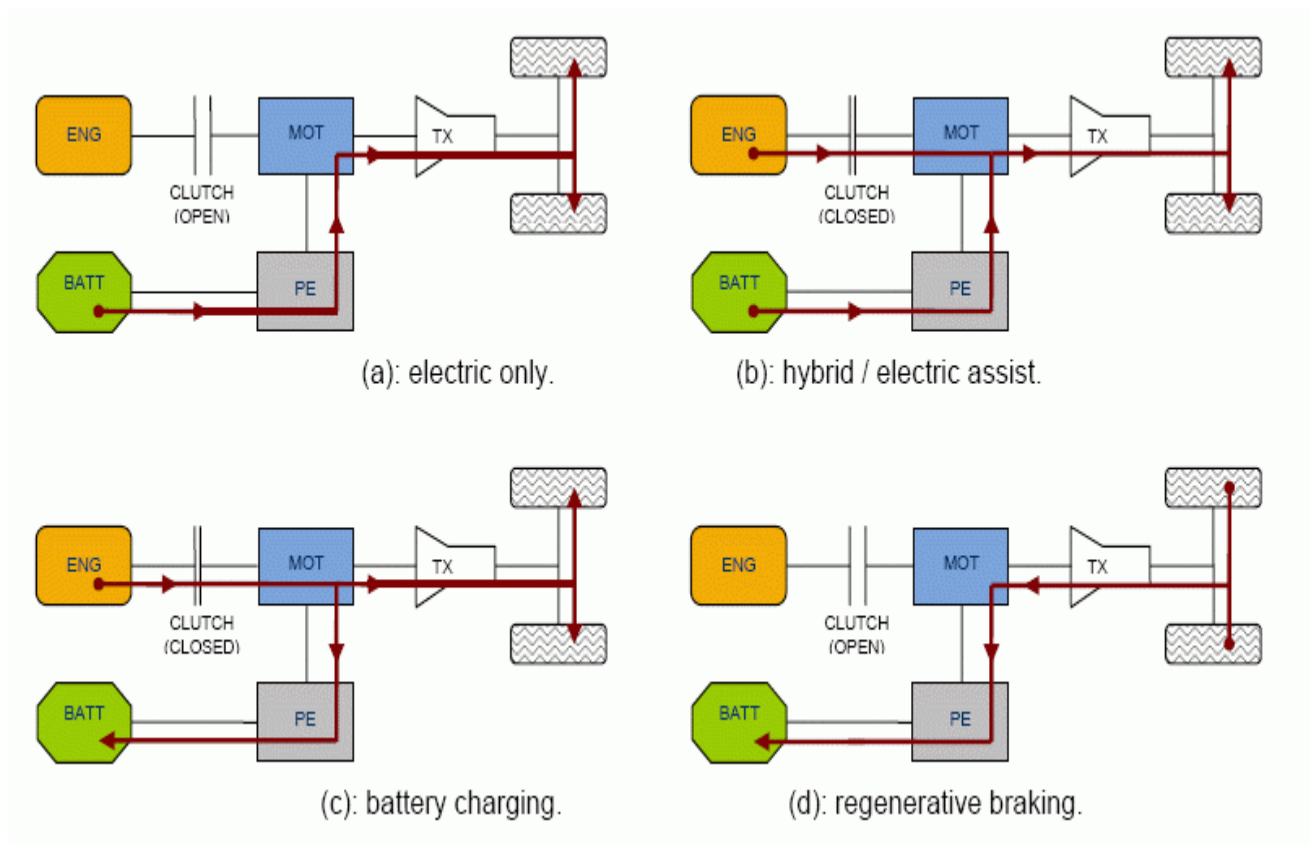 ENG
MOT
TX
CLUTCH
(OPEN)
BATT
PE
(a): electric only.
ENG
MOT
TX
CLUTCH
(CLOSED)
BATT
PE
(b): hybrid / electric assist.
ENG
MOT
TX
CLUTCH
(CLOSED)
BATT
PE
(c): battery charging.
ENG
MOT
TX
CLUTCH
(OPEN)
BATT
PE
(d): regenerative braking.